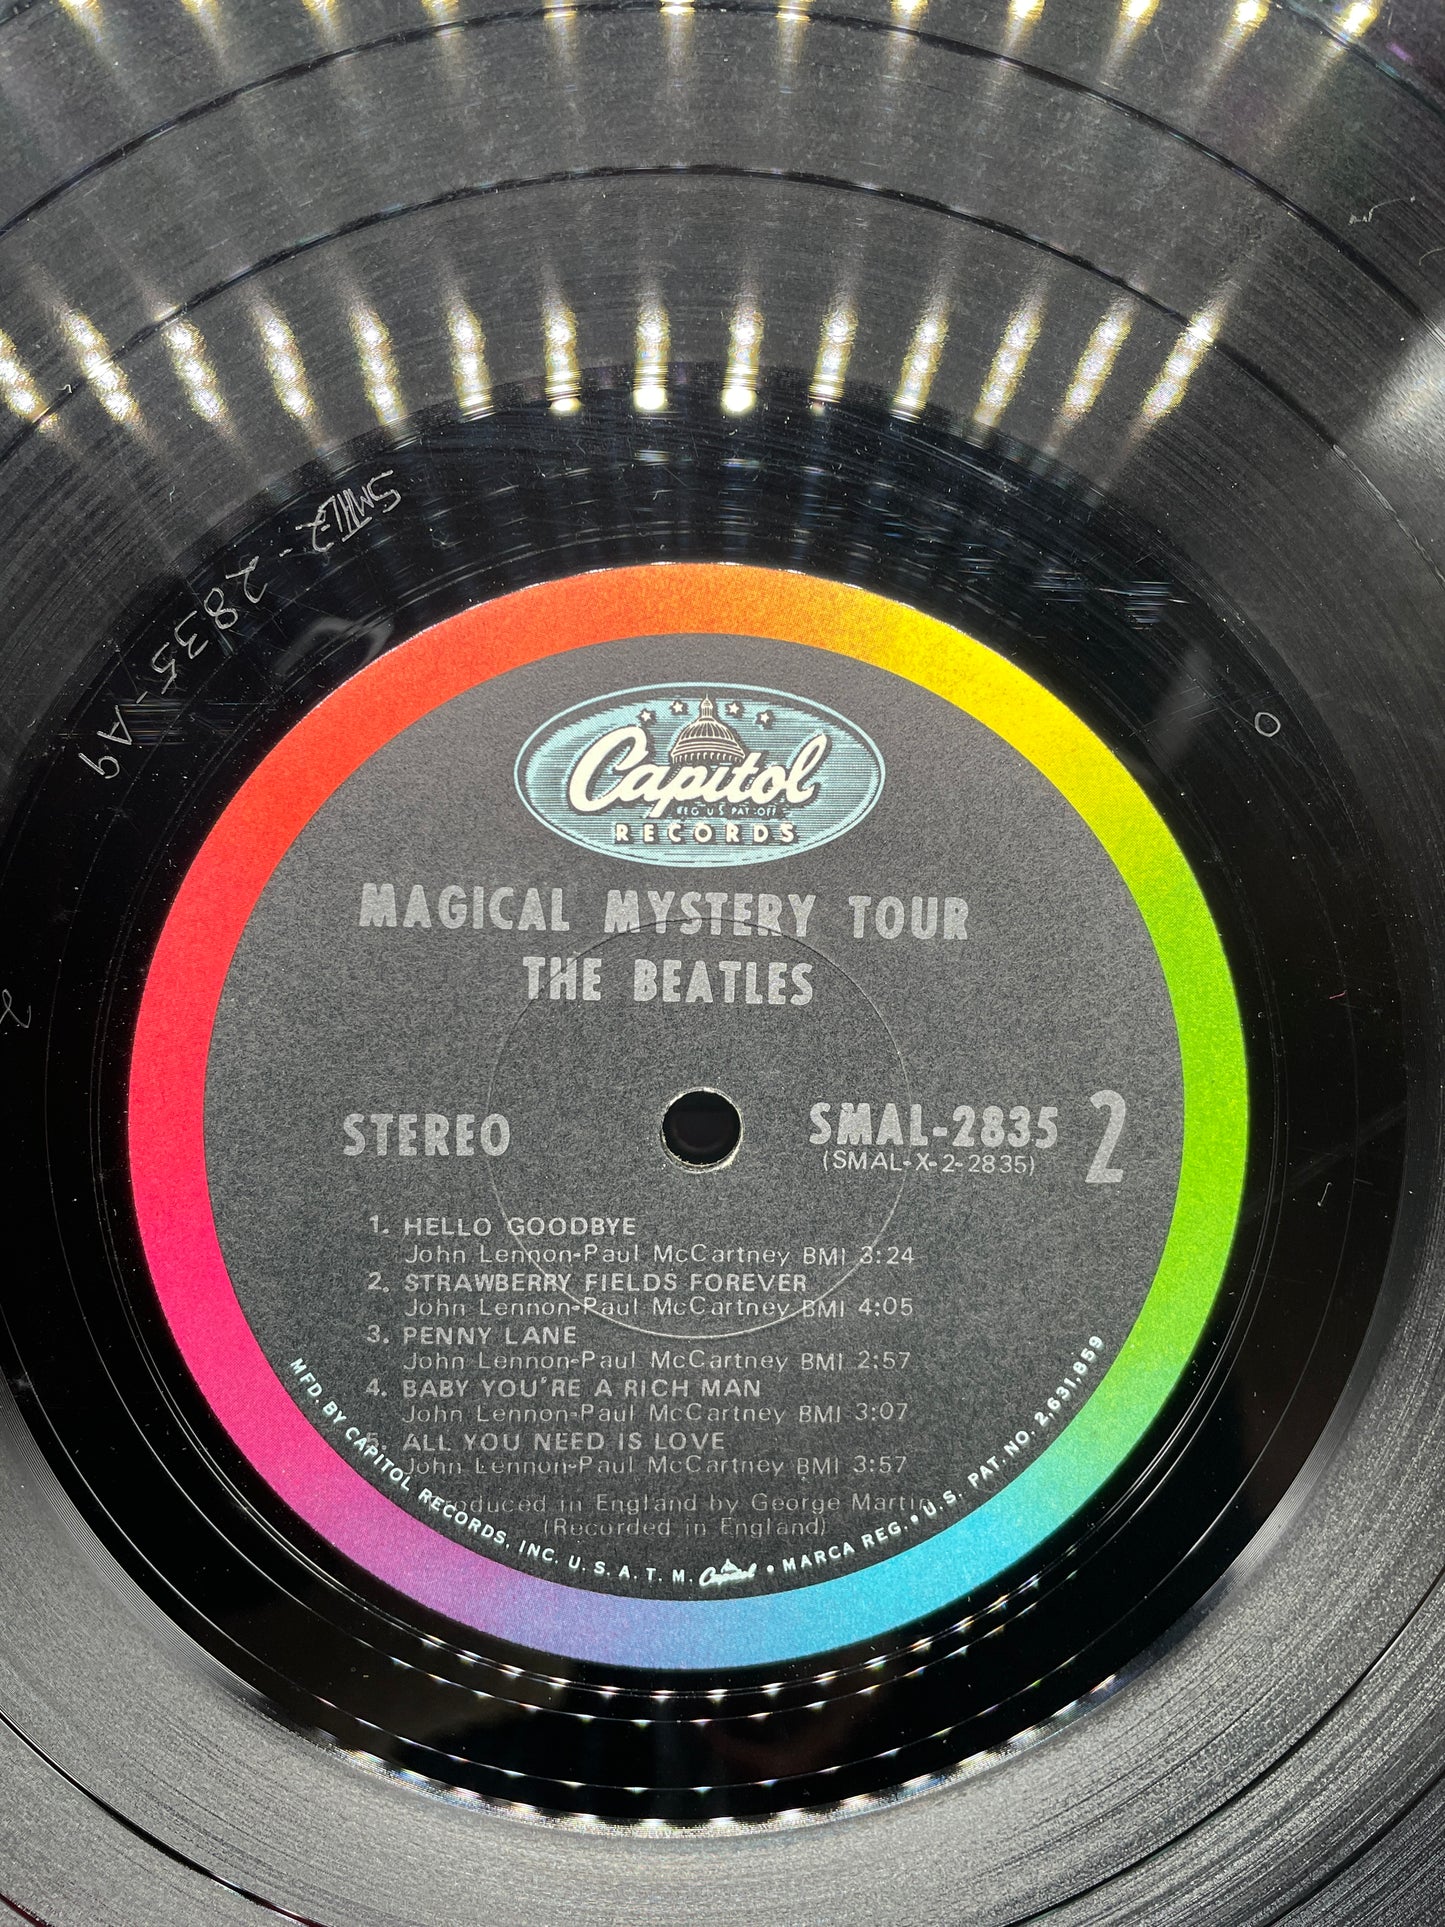 2835-A9
Capitol
REG. U.S. PAT. OFF.
RECORDS
MAGICAL MYSTERY TOUR
THE BEATLES
STEREO
SMAL-2835 2
(SMAL-X-2-2835)
1. HELLO GOODBYE
John Lennon-Paul McCartney BMI 3:24
2. STRAWBERRY FIELDS FOREVER
John Lennon-Paul McCartney BMI 4:05
3. PENNY LANE
John Lennon-Paul McCartney BMI 2:57
4. BABY YOU'RE A RICH MAN
John Lennon-Paul McCartney BMI 3:07
5. ALL YOU NEED IS LOVE
John Lennon-Paul McCartney BMI 3:57
Produced in England by George Martin
(Recorded in England)
MFD. BY CAPITOL RECORDS, INC. U. S. A. T. M. Capitol • MARCA REG. • U.S. PAT. NO. 2,631,859